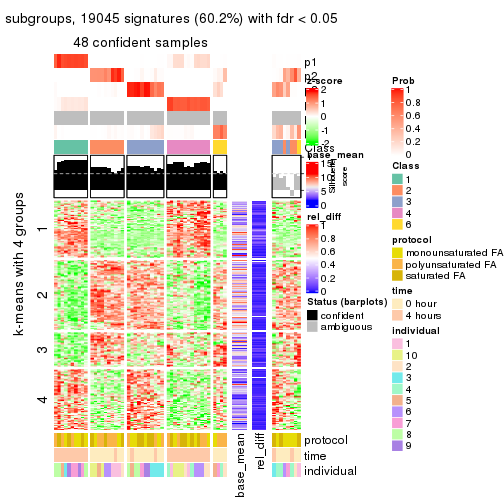 subgroups, 19045 signatures (60.2%) with fdr < 0.05
48 confident samples
p1
p2
Class
silhouette
score
k-means with 4 groups
1
2
3
4
protocol
time
individual
base_mean
rel_diff
z-score
2
1
0
-1
-2
base_mean
15
10
5
0
rel_diff
1
0.8
0.6
0.4
0.2
0
Status (barplots)
confident
ambiguous
Prob
1
0.8
0.6
0.4
0.2
0
Class
1
2
3
4
6
protocol
monounsaturated FA
polyunsaturated FA
saturated FA
time
0 hour
4 hours
individual
1
10
2
3
4
5
6
7
8
9